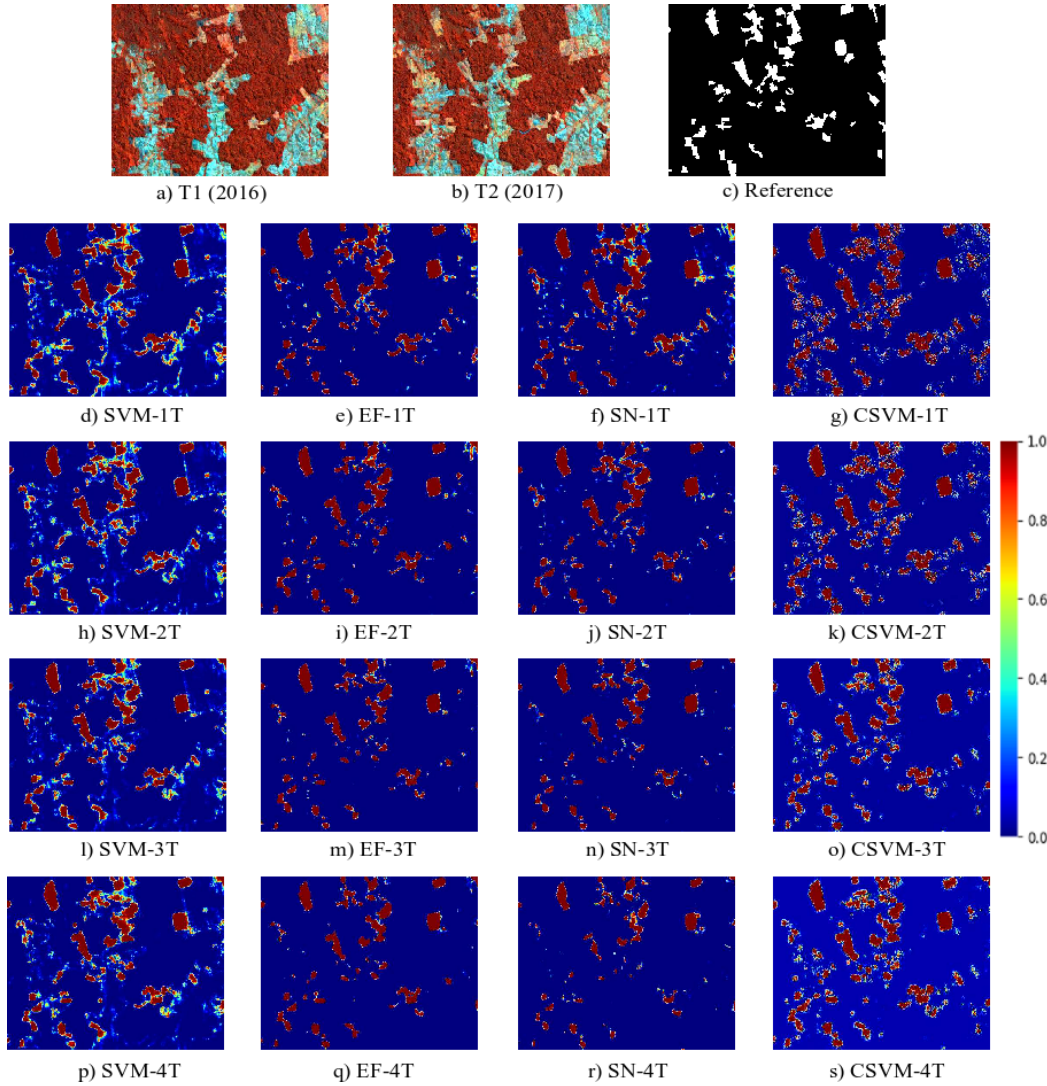 a) T1 (2016)
b) T2 (2017)
c) Reference
d) SVM-1T
e) EF-1T
f) SN-1T
g) CSVM-1T
h) SVM-2T
i) EF-2T
j) SN-2T
k) CSVM-2T
1.0
0.8
0.6
0.4
0.2
0.0
l) SVM-3T
m) EF-3T
n) SN-3T
o) CSVM-3T
p) SVM-4T
q) EF-4T
r) SN-4T
s) CSVM-4T